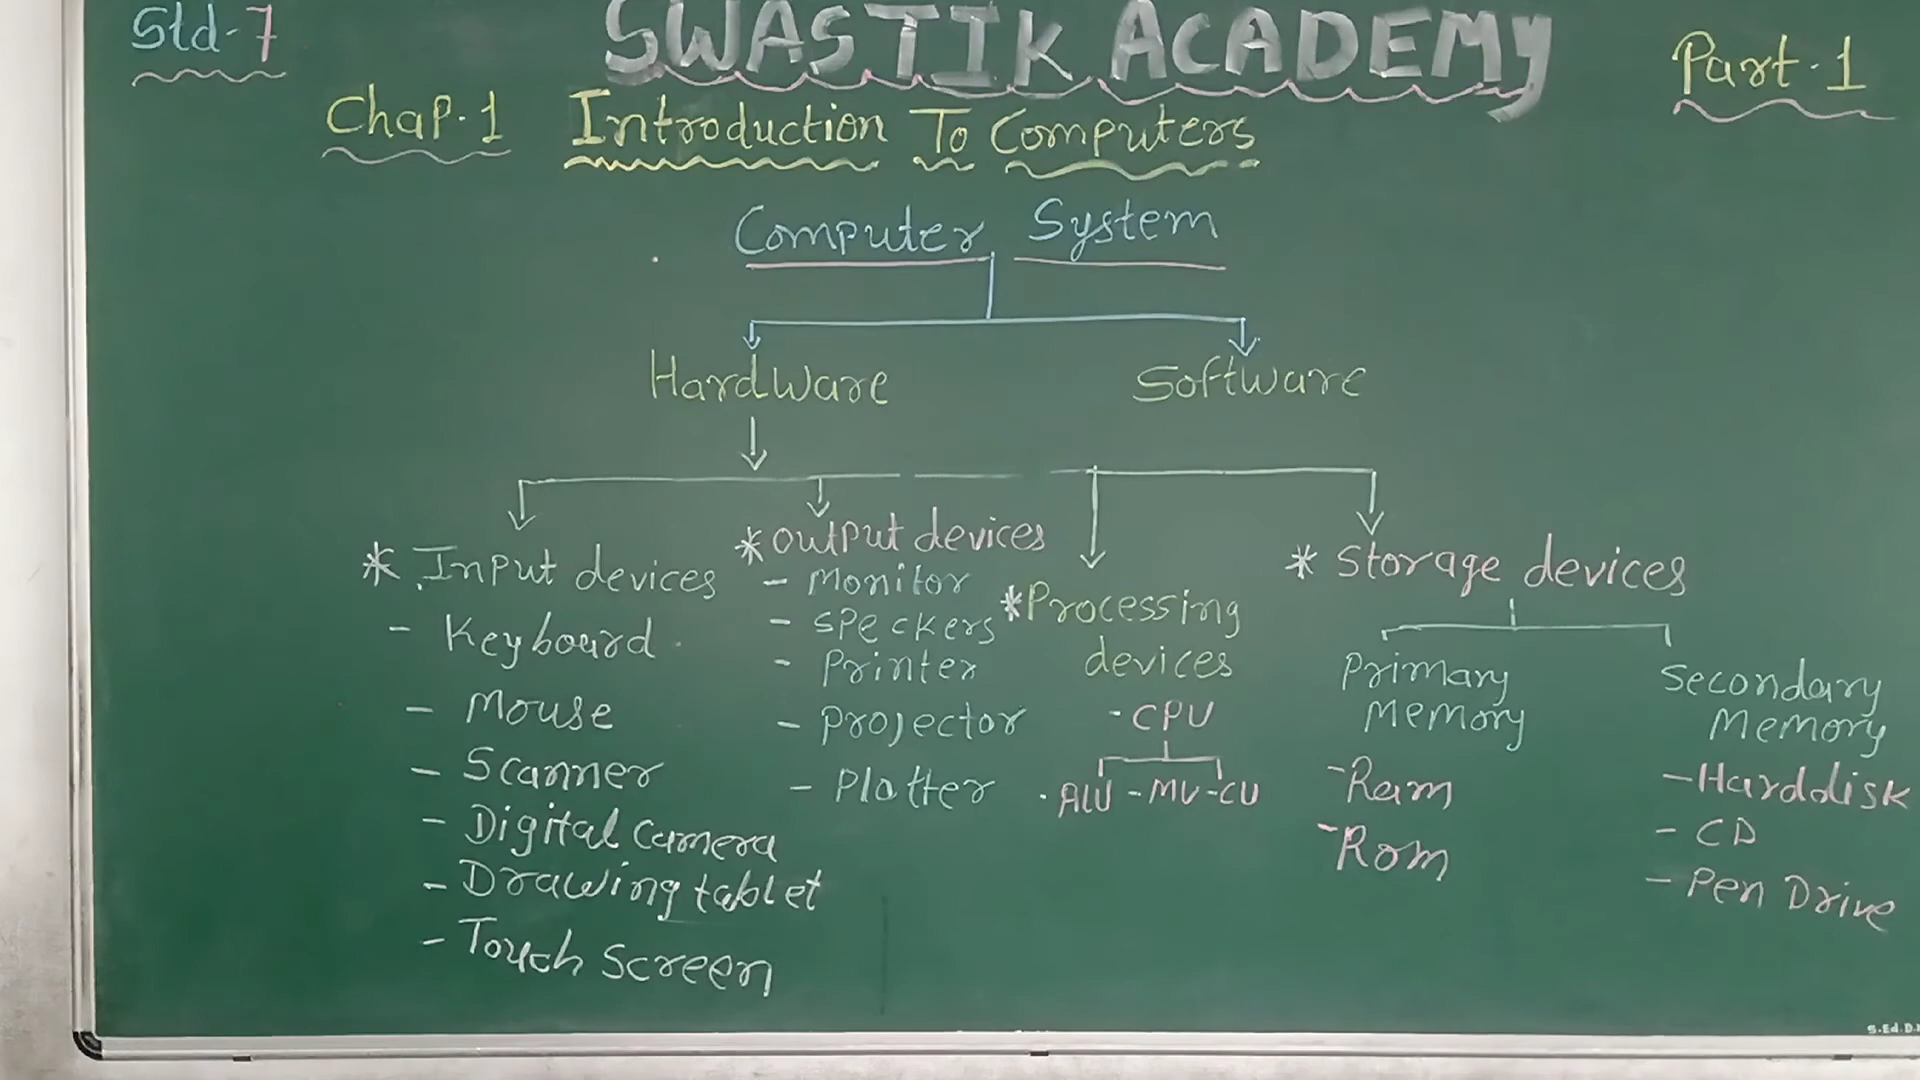 Std-7
SWASTIK ACADEMY
Part-1
Chap.1 Introduction To Computers
Computer System
Hardware
Software
* Input devices
- Keyboard
- Mouse
- Scanner
- Digital Camera
- Drawing tablet
- Touch Screen
* Output devices
- Monitor
- Speckers
- Printer
- Projector
- Plotter
* Processing
devices
- CPU
- ALU - MU - CU
* Storage devices
Primary
Memory
- Ram
- Rom
Secondary
Memory
- Harddisk
- CD
- Pen Drive